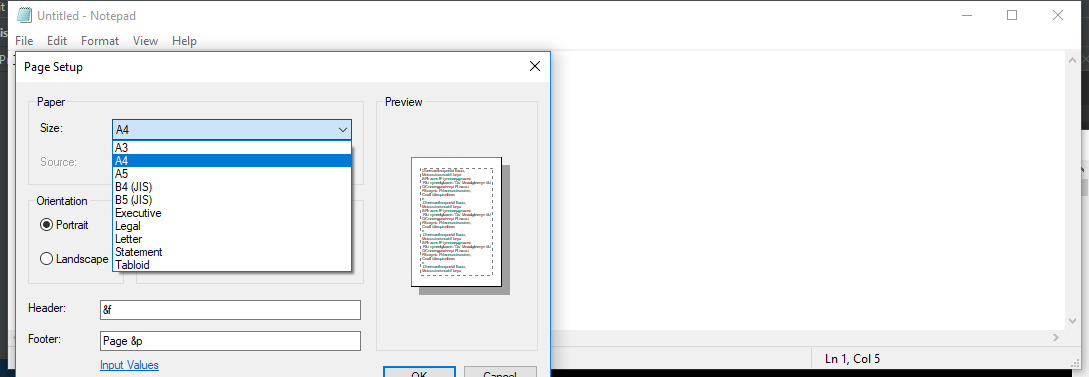 Untitled - Notepad
File Edit Format View Help
Page Setup
Paper
Size: A4
Source:
A3
A4
A5
B4 (JIS)
B5 (JIS)
Executive
Legal
Letter
Statement
Tabloid
Orientation
Portrait
Landscape
Header: &f
Footer: Page &p
Input Values
Preview
OK Cancel
Ln 1, Col 5